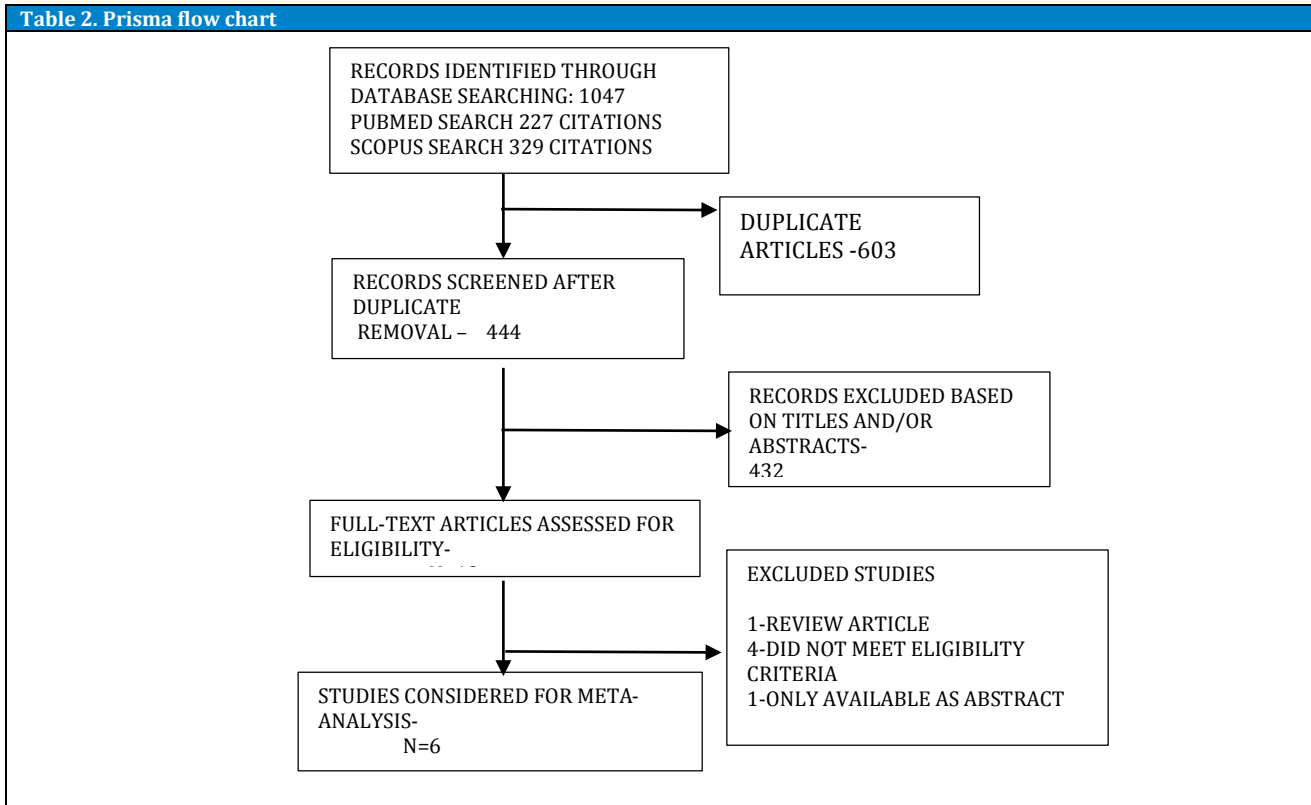 Table 2. Prisma flow chart
RECORDS IDENTIFIED THROUGH
DATABASE SEARCHING: 1047
PUBMED SEARCH 227 CITATIONS
SCOPUS SEARCH 329 CITATIONS
DUPLICATE
ARTICLES -603
RECORDS SCREENED AFTER
DUPLICATE
REMOVAL – 444
RECORDS EXCLUDED BASED
ON TITLES AND/OR
ABSTRACTS-
432
FULL-TEXT ARTICLES ASSESSED FOR
ELIGIBILITY-
EXCLUDED STUDIES
1-REVIEW ARTICLE
4-DID NOT MEET ELIGIBILITY
CRITERIA
1-ONLY AVAILABLE AS ABSTRACT
STUDIES CONSIDERED FOR META-
ANALYSIS-
N=6